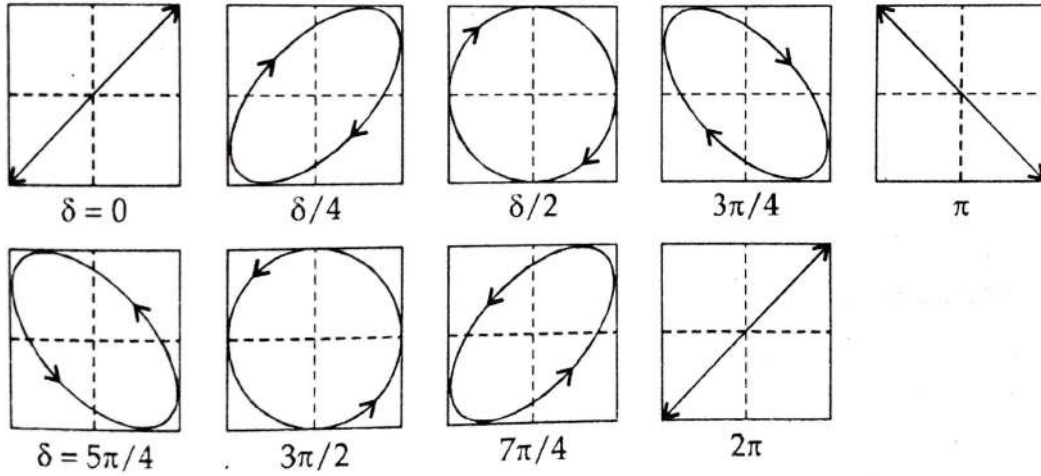 δ = 0 δ/4 δ/2 3π/4 π
δ = 5π/4 3π/2 7π/4 2π